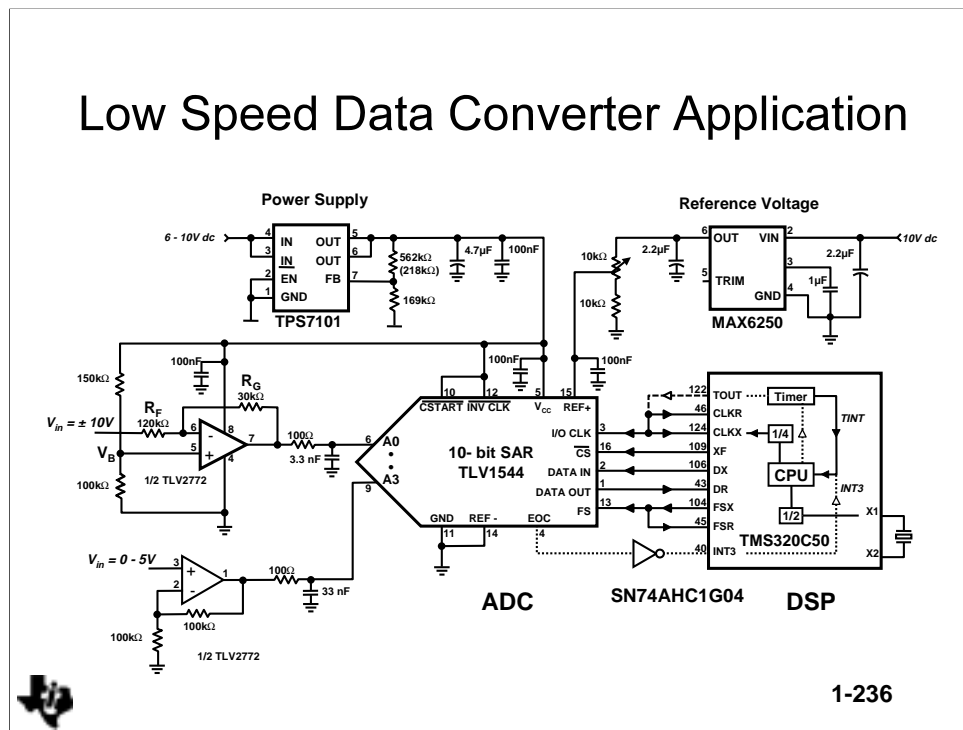 Low Speed Data Converter Application
Power Supply
Reference Voltage
6 - 10V dc
4 IN OUT 5
3 IN OUT 6
2 EN FB 7
1 GND
TPS7101
562kΩ
(218kΩ)
169kΩ
4.7µF
100nF
10kΩ
10kΩ
2.2µF
6 OUT VIN 2
5 TRIM
3
GND 4
MAX6250
1µF
2.2µF
10V dc
150kΩ
100nF
RG
30kΩ
Vin = ± 10V
RF
120kΩ
6 -
5 +
8
7
4
VB
100kΩ
1/2 TLV2772
100Ω
3.3 nF
100nF
100nF
10 12 5 15
CSTART INV CLK VCC REF+
6 A0
A3
9
10- bit SAR
TLV1544
I/O CLK 3
CS 16
DATA IN 2
DATA OUT 1
FS 13
GND REF - EOC
11 14 4
122 TOUT
46 CLKR
124 CLKX
109 XF
106 DX
43 DR
104 FSX
45 FSR
40 INT3
Timer
TINT
1/4
CPU
INT3
1/2
X1
X2
TMS320C50
Vin = 0 - 5V
3 +
2 -
1
100Ω
33 nF
100kΩ
100kΩ
1/2 TLV2772
ADC
SN74AHC1G04
DSP
1-236